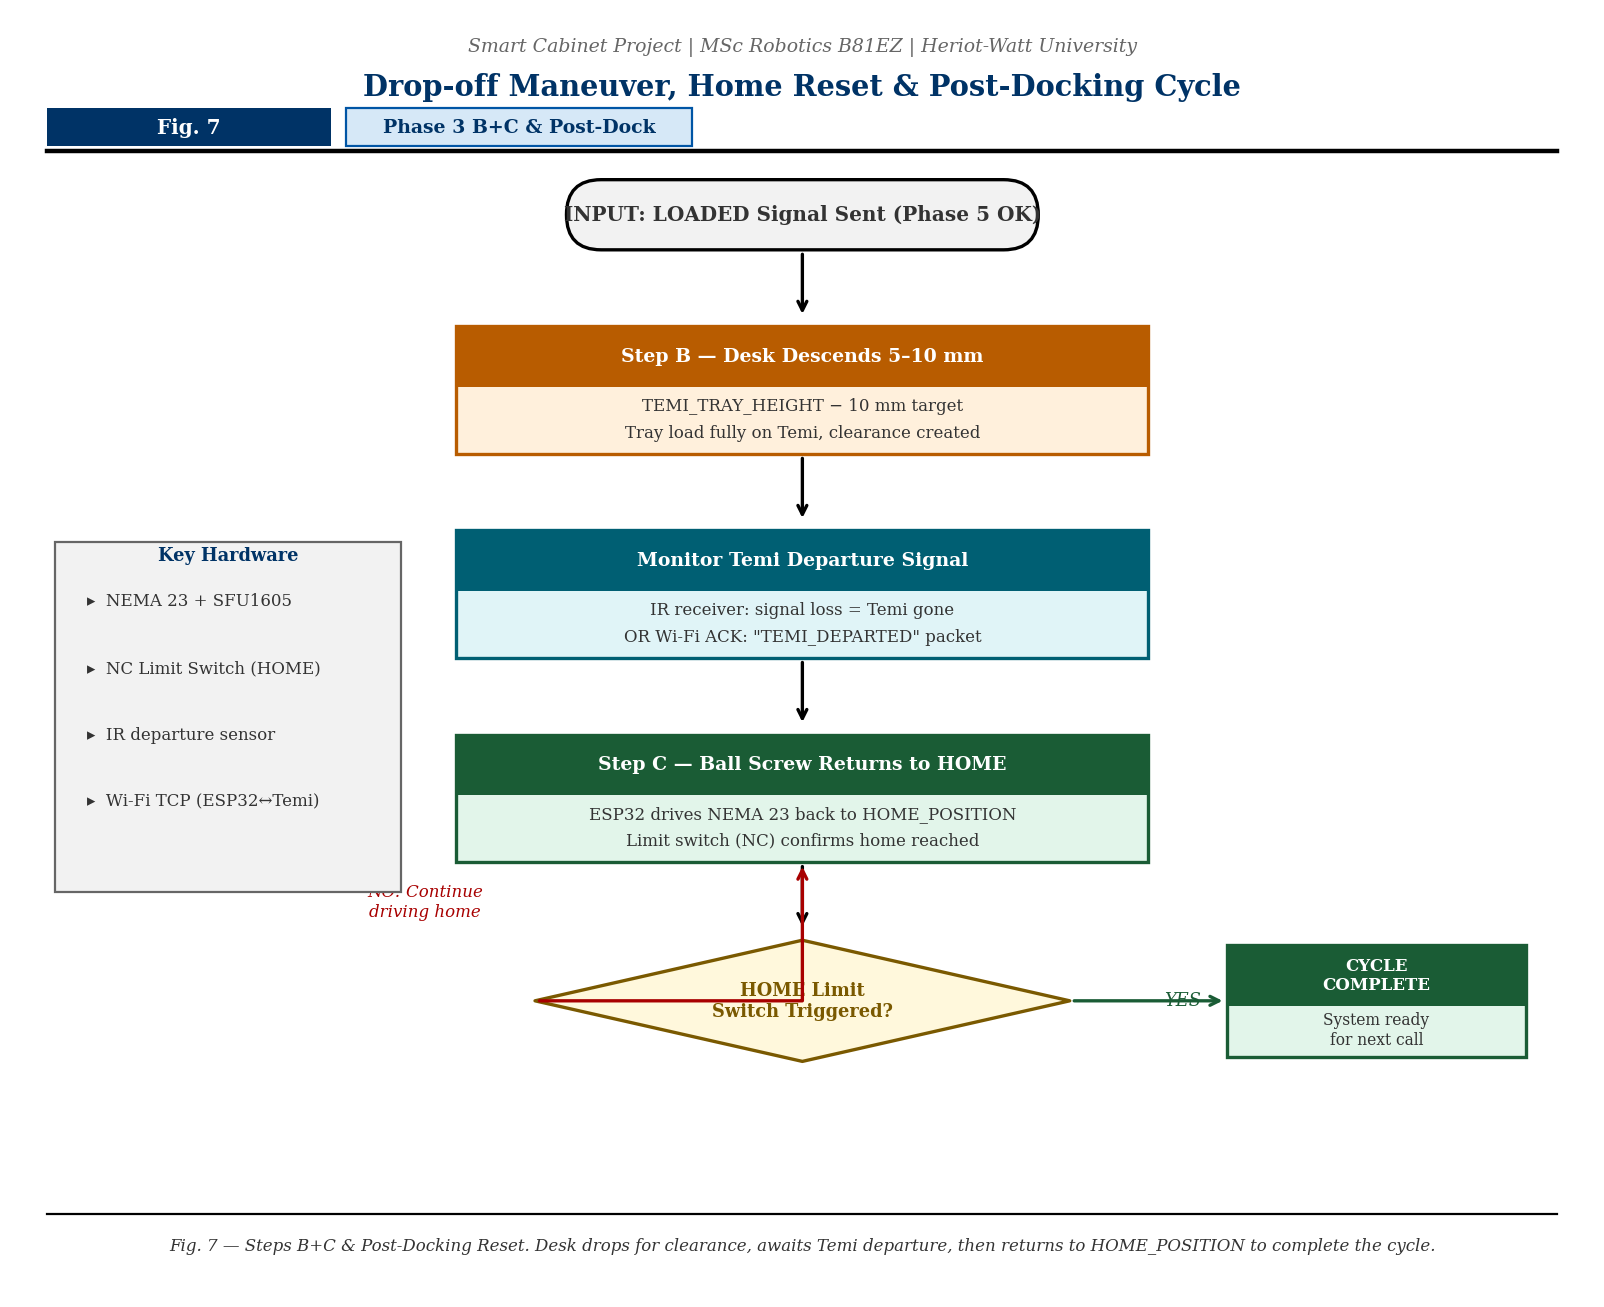 Smart Cabinet Project | MSc Robotics B81EZ | Heriot-Watt University
Drop-off Maneuver, Home Reset & Post-Docking Cycle
Fig. 7
Phase 3 B+C & Post-Dock
INPUT: LOADED Signal Sent (Phase 5 OK)
Step B — Desk Descends 5–10 mm
TEMI_TRAY_HEIGHT − 10 mm target
Tray load fully on Temi, clearance created
Monitor Temi Departure Signal
IR receiver: signal loss = Temi gone
OR Wi-Fi ACK: "TEMI_DEPARTED" packet
Key Hardware
▸ NEMA 23 + SFU1605
▸ NC Limit Switch (HOME)
▸ IR departure sensor
▸ Wi-Fi TCP (ESP32↔Temi)
Step C — Ball Screw Returns to HOME
ESP32 drives NEMA 23 back to HOME_POSITION
Limit switch (NC) confirms home reached
NO: Continue
driving home
HOME Limit
Switch Triggered?
YES
CYCLE
COMPLETE
System ready
for next call
Fig. 7 — Steps B+C & Post-Docking Reset. Desk drops for clearance, awaits Temi departure, then returns to HOME_POSITION to complete the cycle.